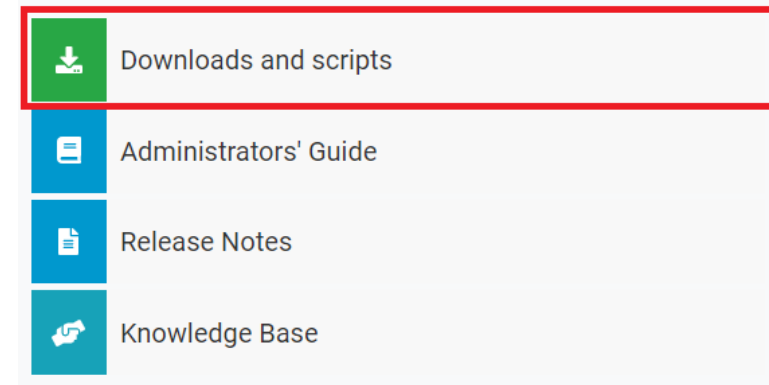 Downloads and scripts
Administrators' Guide
Release Notes
Knowledge Base